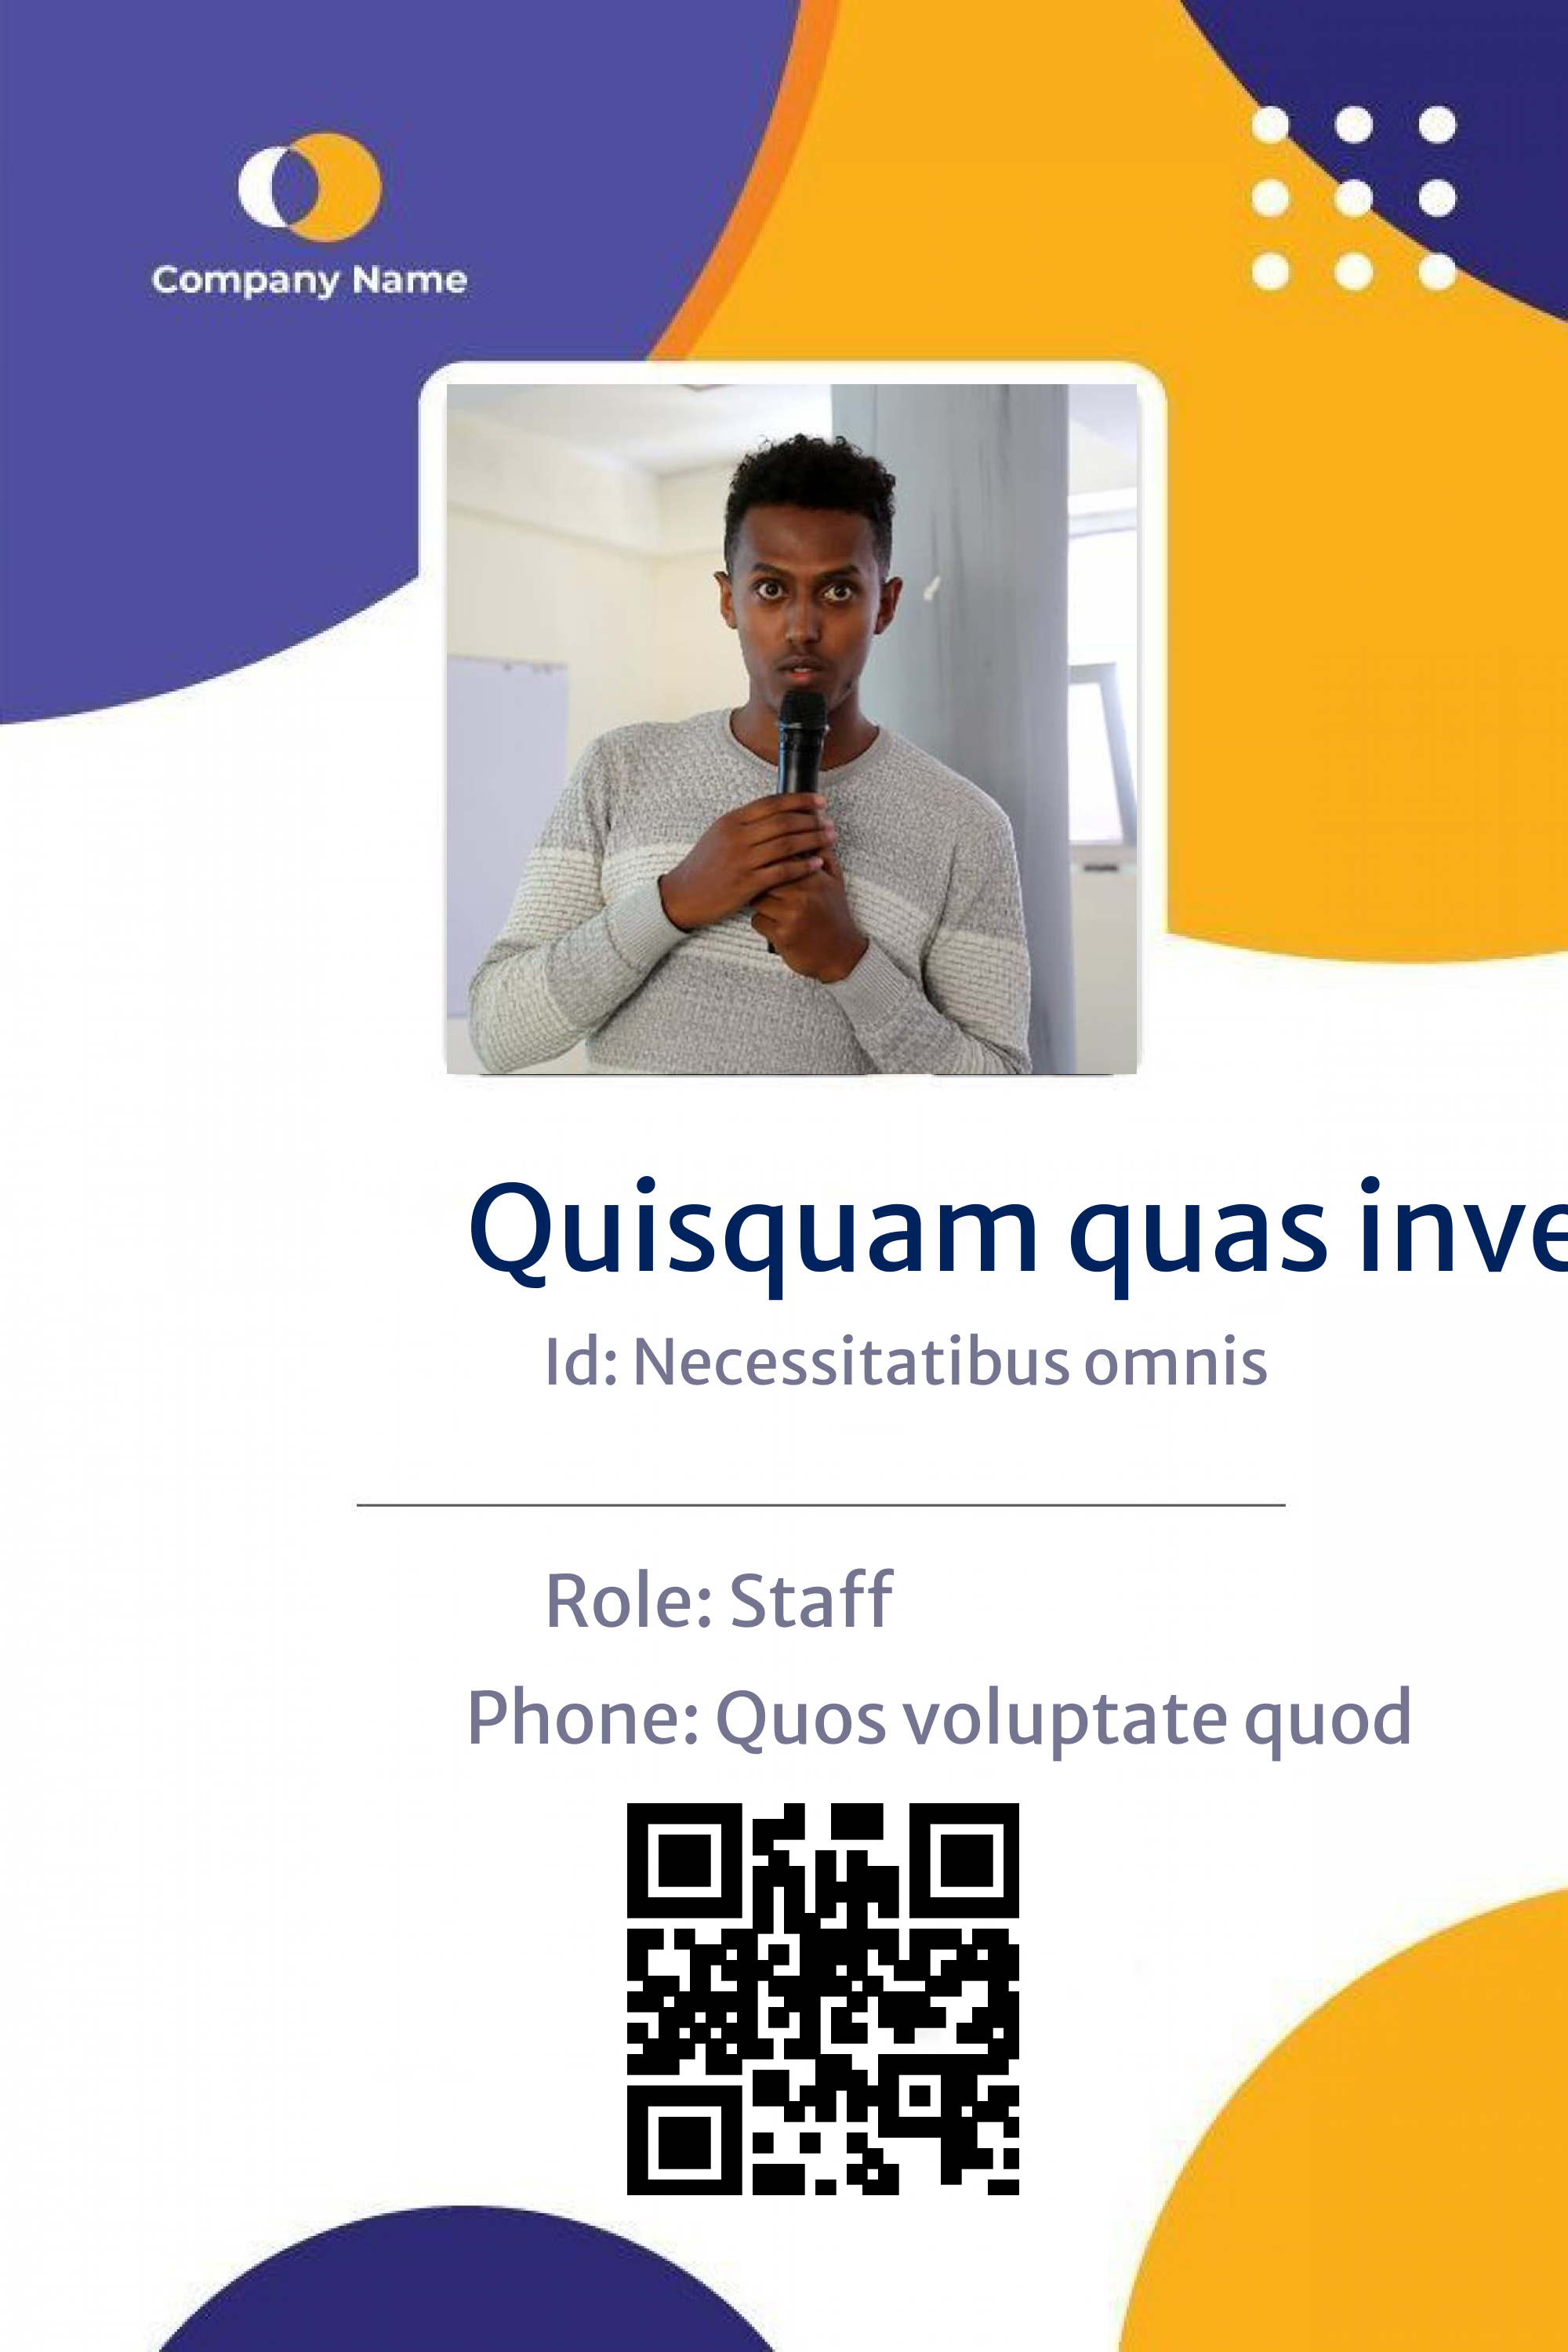 Company Name
Quisquam quas inve
Id: Necessitatibus omnis
Role: Staff
Phone: Quos voluptate quod